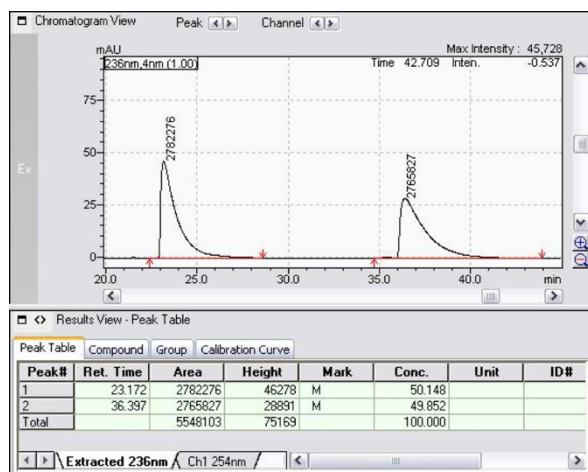 Chromatogram View Peak Channel
mAU
Max Intensity : 45,728
236nm,4nm (1.00)
Time 42.709 Inten. -0.537
75
50
25
0
2782276
2765827
Ex
20.0 25.0 30.0 35.0 40.0 min
Results View - Peak Table
Peak Table Compound Group Calibration Curve
Peak# Ret. Time Area Height Mark Conc. Unit ID#
1 23.172 2782276 46278 M 50.148
2 36.397 2765827 28891 M 49.852
Total 5548103 75169 100.000
Extracted 236nm Ch1 254nm